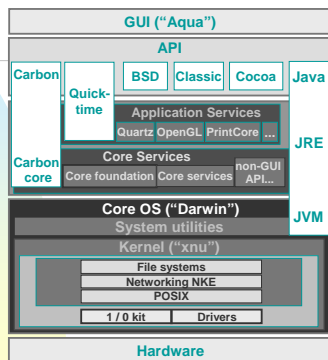 GUI ("Aqua")
API
Carbon
Quick-
time
BSD
Classic
Cocoa
Java
Application Services
Quartz
OpenGL
PrintCore
...
JRE
Core Services
Carbon
core
Core foundation
Core services
non-GUI
API...
Core OS ("Darwin")
JVM
System utilities
Kernel ("xnu")
File systems
Networking NKE
POSIX
1 / 0 kit
Drivers
Hardware